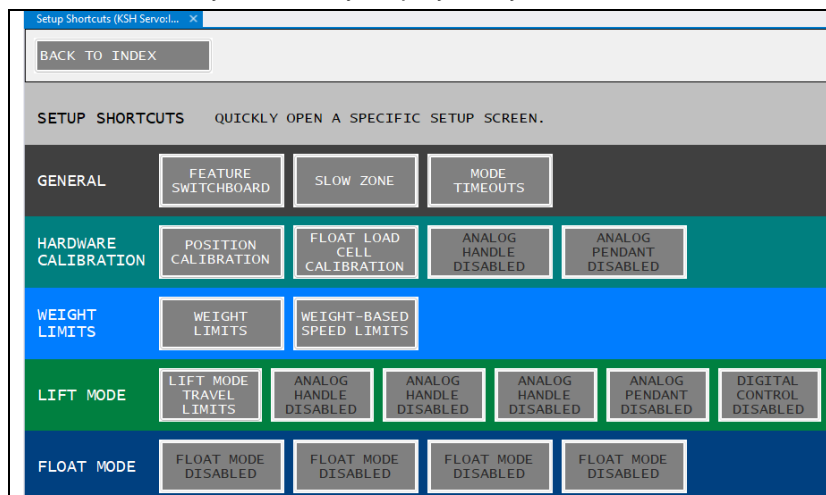 Setup Shortcuts (KSH Servo:I... ×
BACK TO INDEX
SETUP SHORTCUTS QUICKLY OPEN A SPECIFIC SETUP SCREEN.
GENERAL
FEATURE
SWITCHBOARD
SLOW ZONE
MODE
TIMEOUTS
HARDWARE
CALIBRATION
POSITION
CALIBRATION
FLOAT LOAD
CELL
CALIBRATION
ANALOG
HANDLE
DISABLED
ANALOG
PENDANT
DISABLED
WEIGHT
LIMITS
WEIGHT
LIMITS
WEIGHT-BASED
SPEED LIMITS
LIFT MODE
LIFT MODE
TRAVEL
LIMITS
ANALOG
HANDLE
DISABLED
ANALOG
HANDLE
DISABLED
ANALOG
HANDLE
DISABLED
ANALOG
PENDANT
DISABLED
DIGITAL
CONTROL
DISABLED
FLOAT MODE
FLOAT MODE
DISABLED
FLOAT MODE
DISABLED
FLOAT MODE
DISABLED
FLOAT MODE
DISABLED